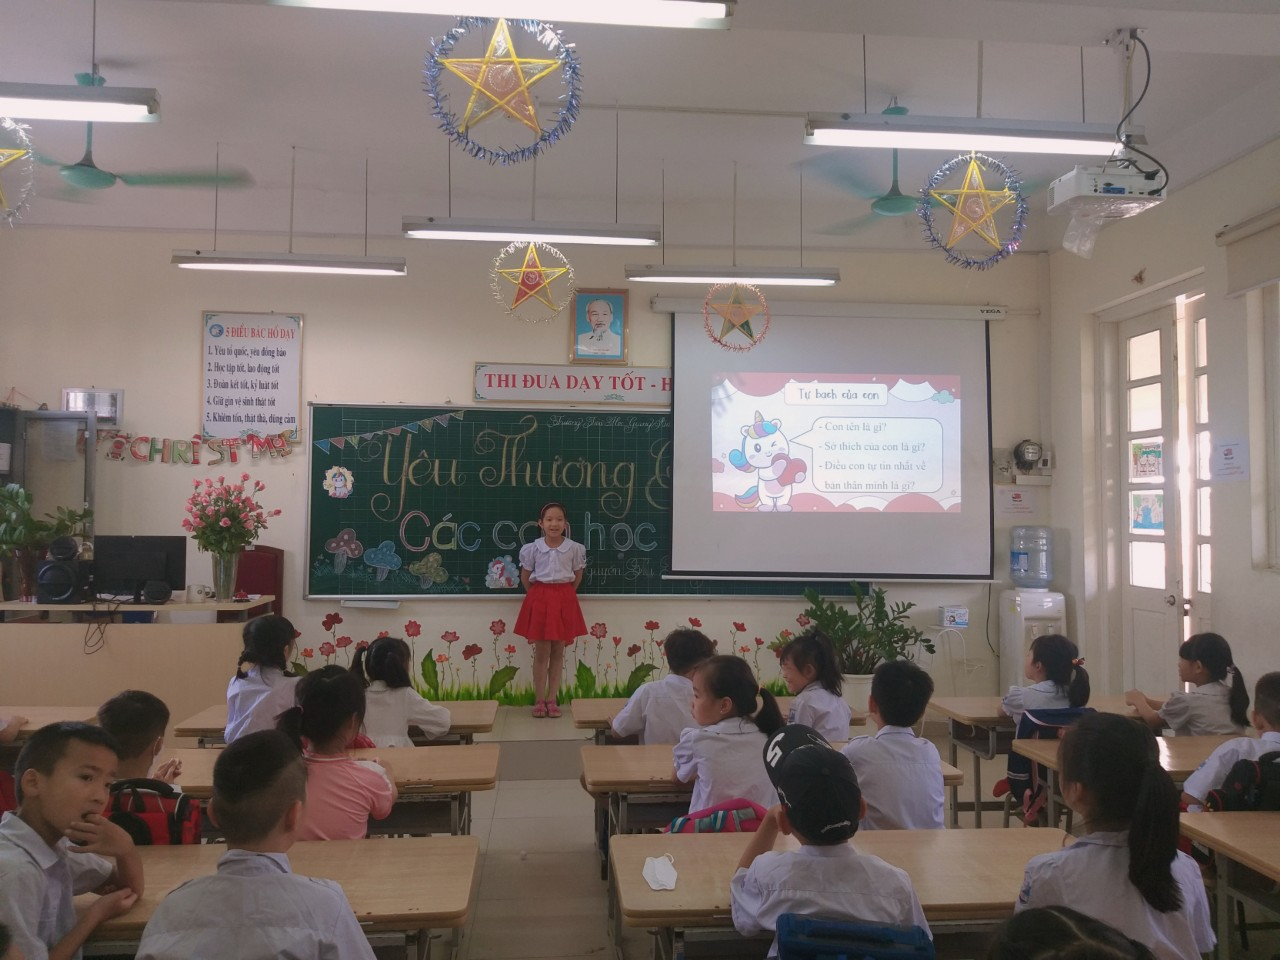 VEGA
5 ĐIỀU BÁC HỒ DẠY
1. Yêu tổ quốc, yêu đồng bào
2. Học tập tốt, lao động tốt
3. Đoàn kết tốt, kỷ luật tốt
4. Giữ gìn vệ sinh thật tốt
5. Khiêm tốn, thật thà, dũng cảm
THI ĐUA DẠY TỐT - H
CHRIST
Yêu Thương
Các con học
Tự bạch của con
- Con tên là gì?
- Sở thích của con là gì?
- Điều con tự tin nhất về
bản thân mình là gì?